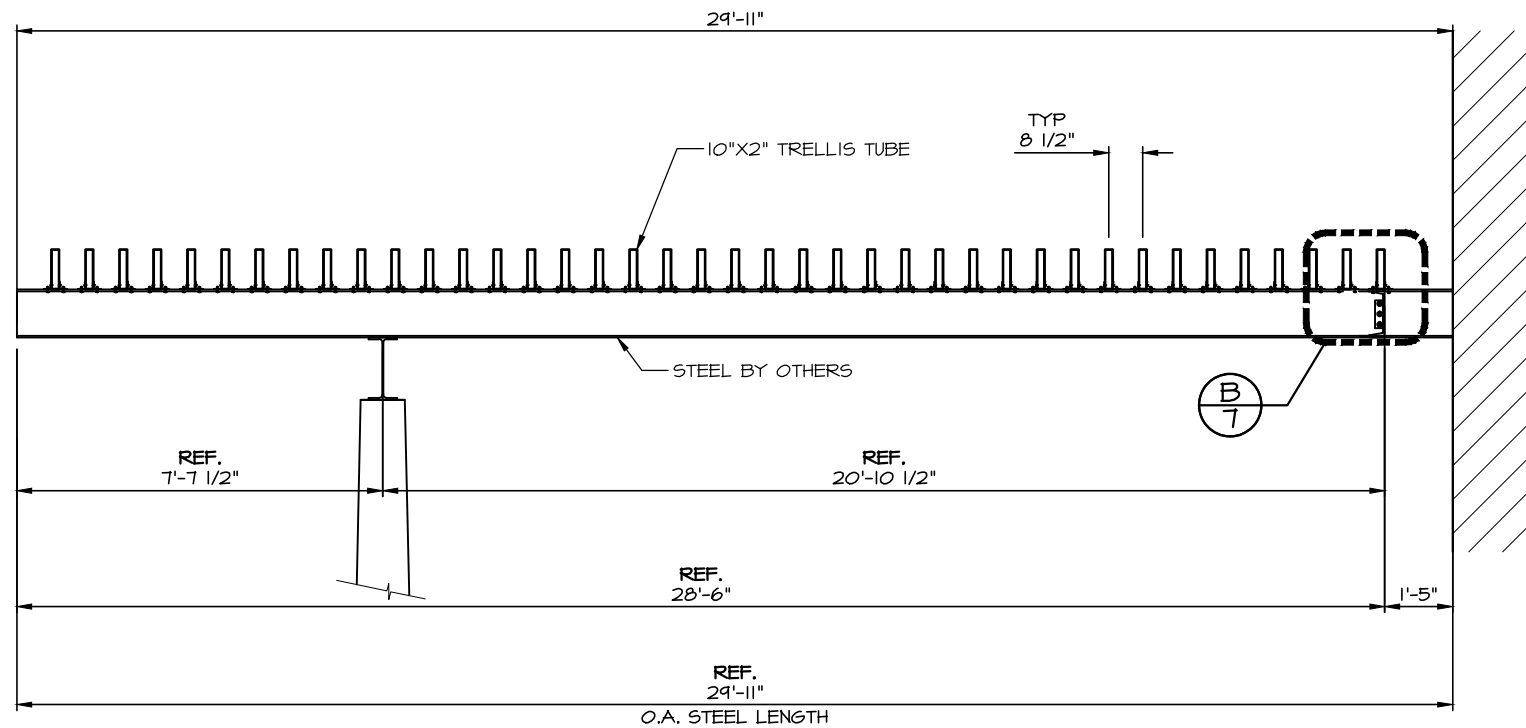 29'-11"
TYP
8 1/2"
10"X2" TRELLIS TUBE
STEEL BY OTHERS
B
7
REF.
7'-7 1/2"
REF.
20'-10 1/2"
REF.
28'-6"
1'-5"
REF.
29'-11"
O.A. STEEL LENGTH